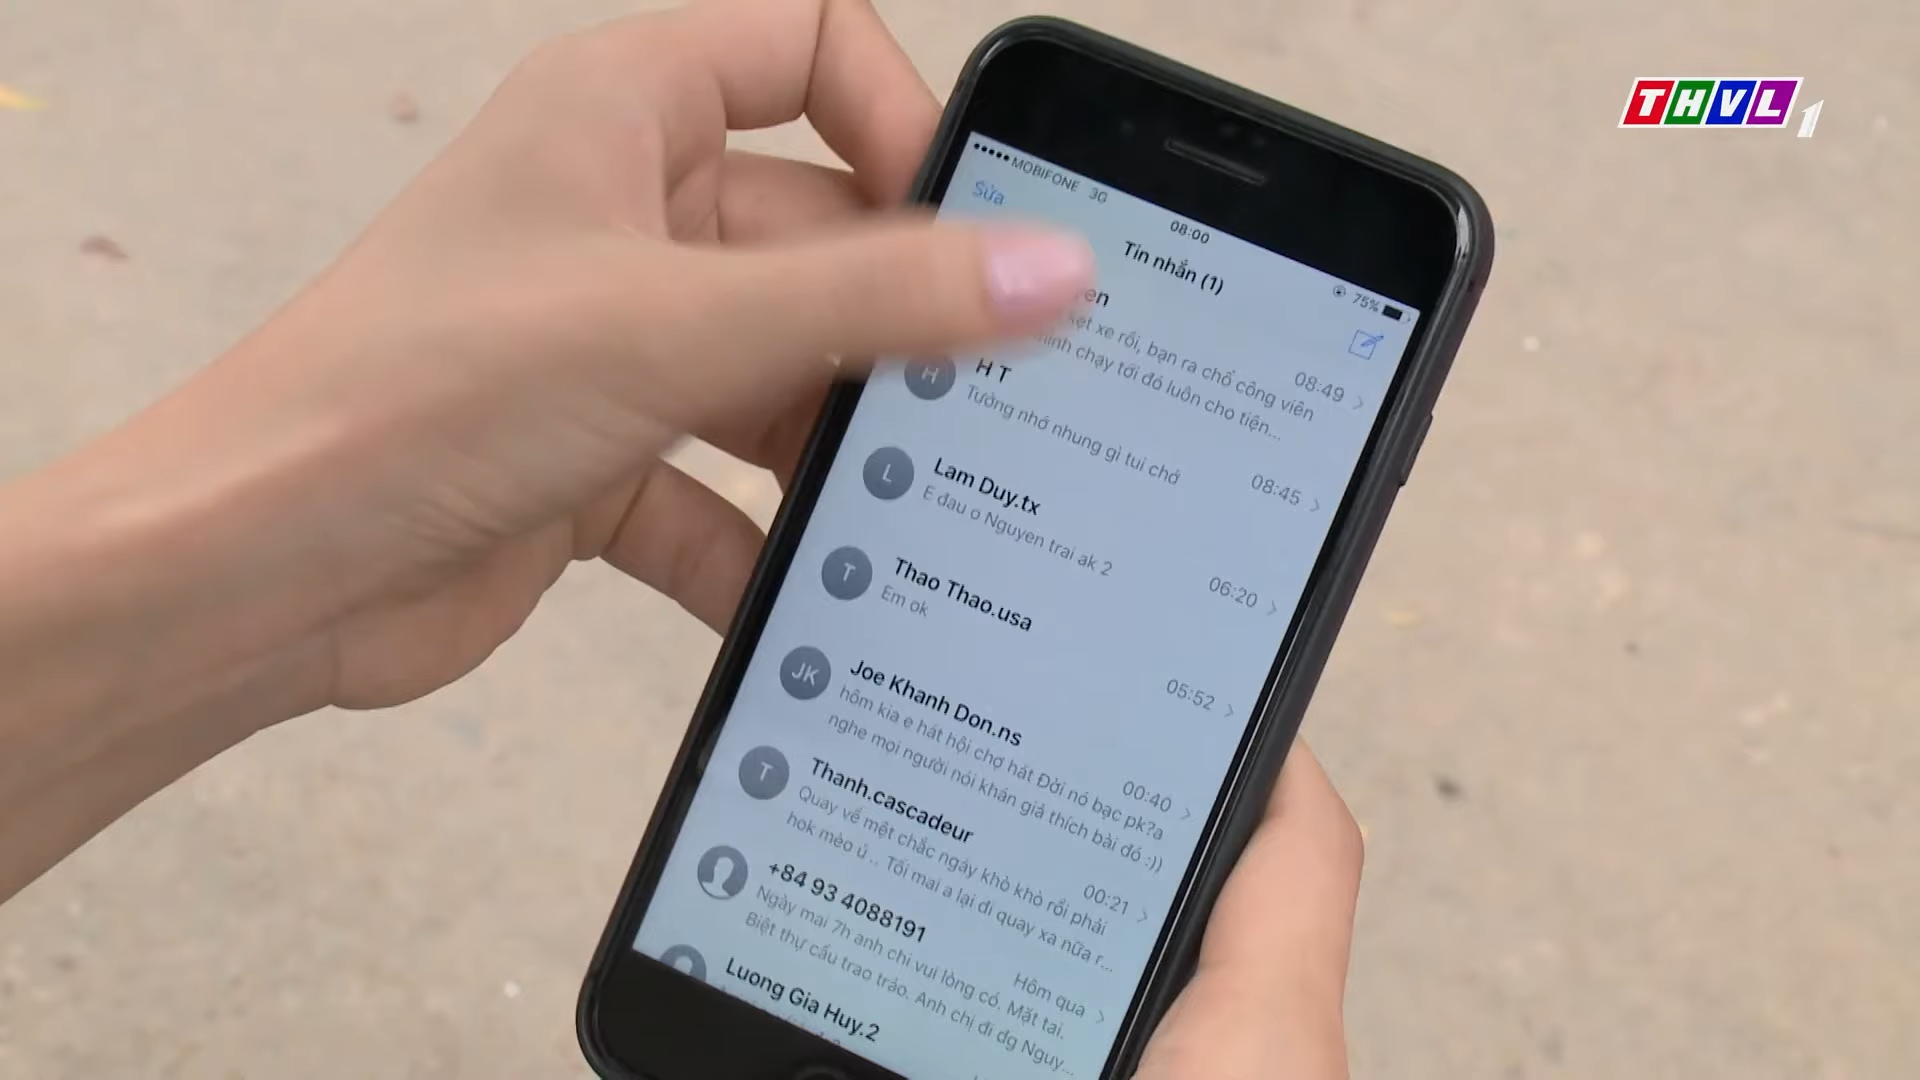 THVL1
MOBIFONE 3G
08:00
75%
Sửa
Tin nhắn (1)
kẹt xe rồi, bạn ra chổ công viên
mình chạy tới đó luôn cho tiện...
08:49
H
H T
Tưởng nhớ nhung gì tui chớ
08:45
L
Lam Duy.tx
E đau o Nguyen trai ak 2
06:20
T
Thao Thao.usa
Em ok
05:52
JK
Joe Khanh Don.ns
hôm kia e hát hội chợ hát Đời nó bạc pk?a
nghe mọi người nói khán giả thích bài đó :))
00:40
T
Thanh.cascadeur
Quay về mệt chắc ngáy khò khò rồi phải
hok mèo ú.. Tối mai a lại đi quay xa nữa r...
00:21
+84 93 4088191
Ngày mai 7h anh chi vui lòng có. Mặt tai.
Biệt thự cầu trao tráo. Anh chị đi dg Nguy...
Hôm qua
Luong Gia Huy.2